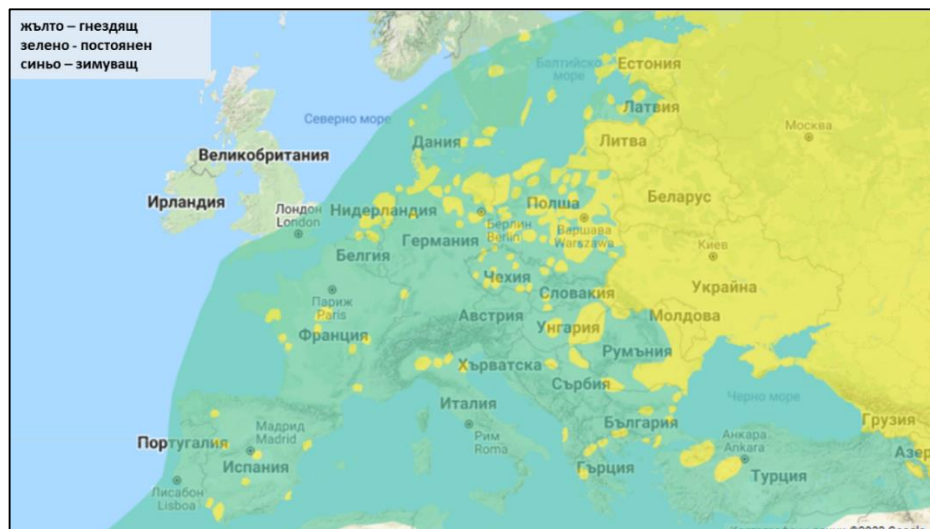 жълто – гнездящ
зелено - постоянен
синьо – зимуващ
Балтийско
море
Естония
Латвия
Северно море
Москва
Дания
Литва
Великобритания
Беларус
Ирландия
Лондон
London
Нидерландия
Полша
Берлин
Berlin
Варшава
Warszawa
Германия
Киев
Белгия
Чехия
Украйна
Париж
Paris
Словакия
Австрия
Молдова
Унгария
Франция
Румъния
Хърватска
Сърбия
Черно море
Италия
България
Грузия
Мадрид
Madrid
Рим
Roma
Анкара
Ankara
Португалия
Испания
Гърция
Турция
Азер
Лисабон
Lisboa